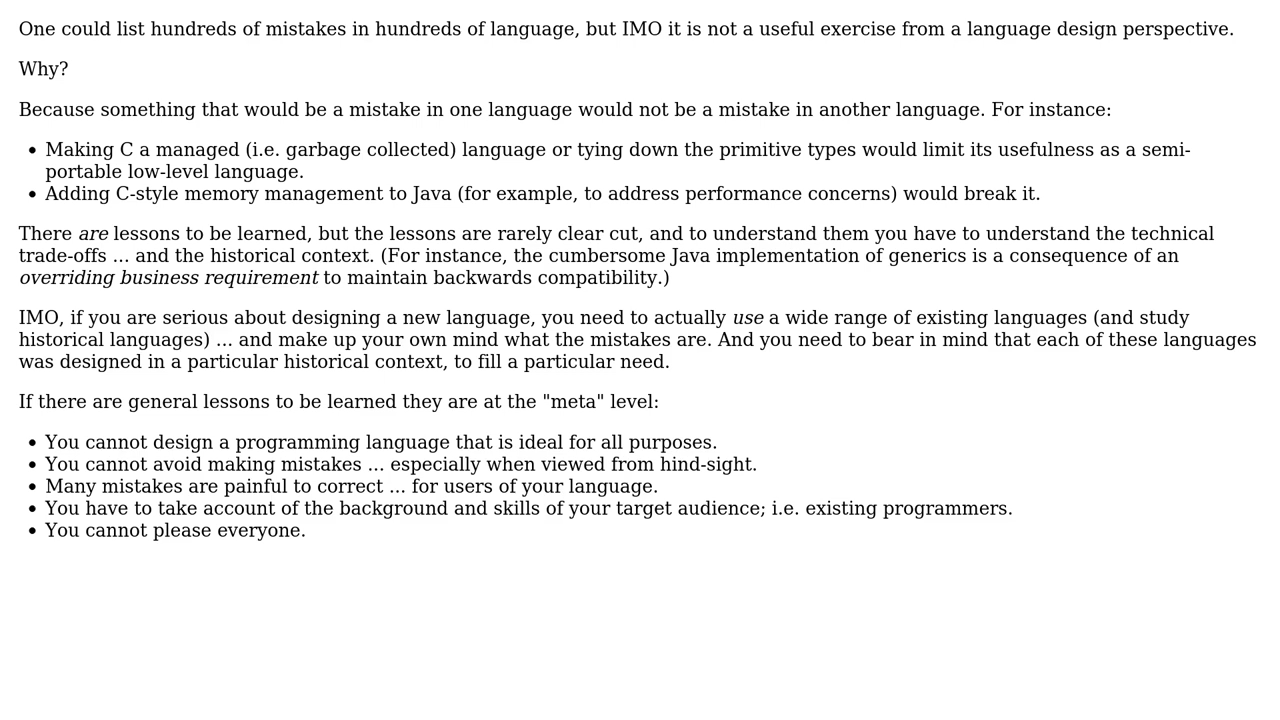 One could list hundreds of mistakes in hundreds of language, but IMO it is not a useful exercise from a language design perspective.
Why?
Because something that would be a mistake in one language would not be a mistake in another language. For instance:
• Making C a managed (i.e. garbage collected) language or tying down the primitive types would limit its usefulness as a semi-
portable low-level language.
• Adding C-style memory management to Java (for example, to address performance concerns) would break it.
There are lessons to be learned, but the lessons are rarely clear cut, and to understand them you have to understand the technical
trade-offs ... and the historical context. (For instance, the cumbersome Java implementation of generics is a consequence of an
overriding business requirement to maintain backwards compatibility.)
IMO, if you are serious about designing a new language, you need to actually use a wide range of existing languages (and study
historical languages) ... and make up your own mind what the mistakes are. And you need to bear in mind that each of these languages
was designed in a particular historical context, to fill a particular need.
If there are general lessons to be learned they are at the "meta" level:
• You cannot design a programming language that is ideal for all purposes.
• You cannot avoid making mistakes ... especially when viewed from hind-sight.
• Many mistakes are painful to correct ... for users of your language.
• You have to take account of the background and skills of your target audience; i.e. existing programmers.
• You cannot please everyone.